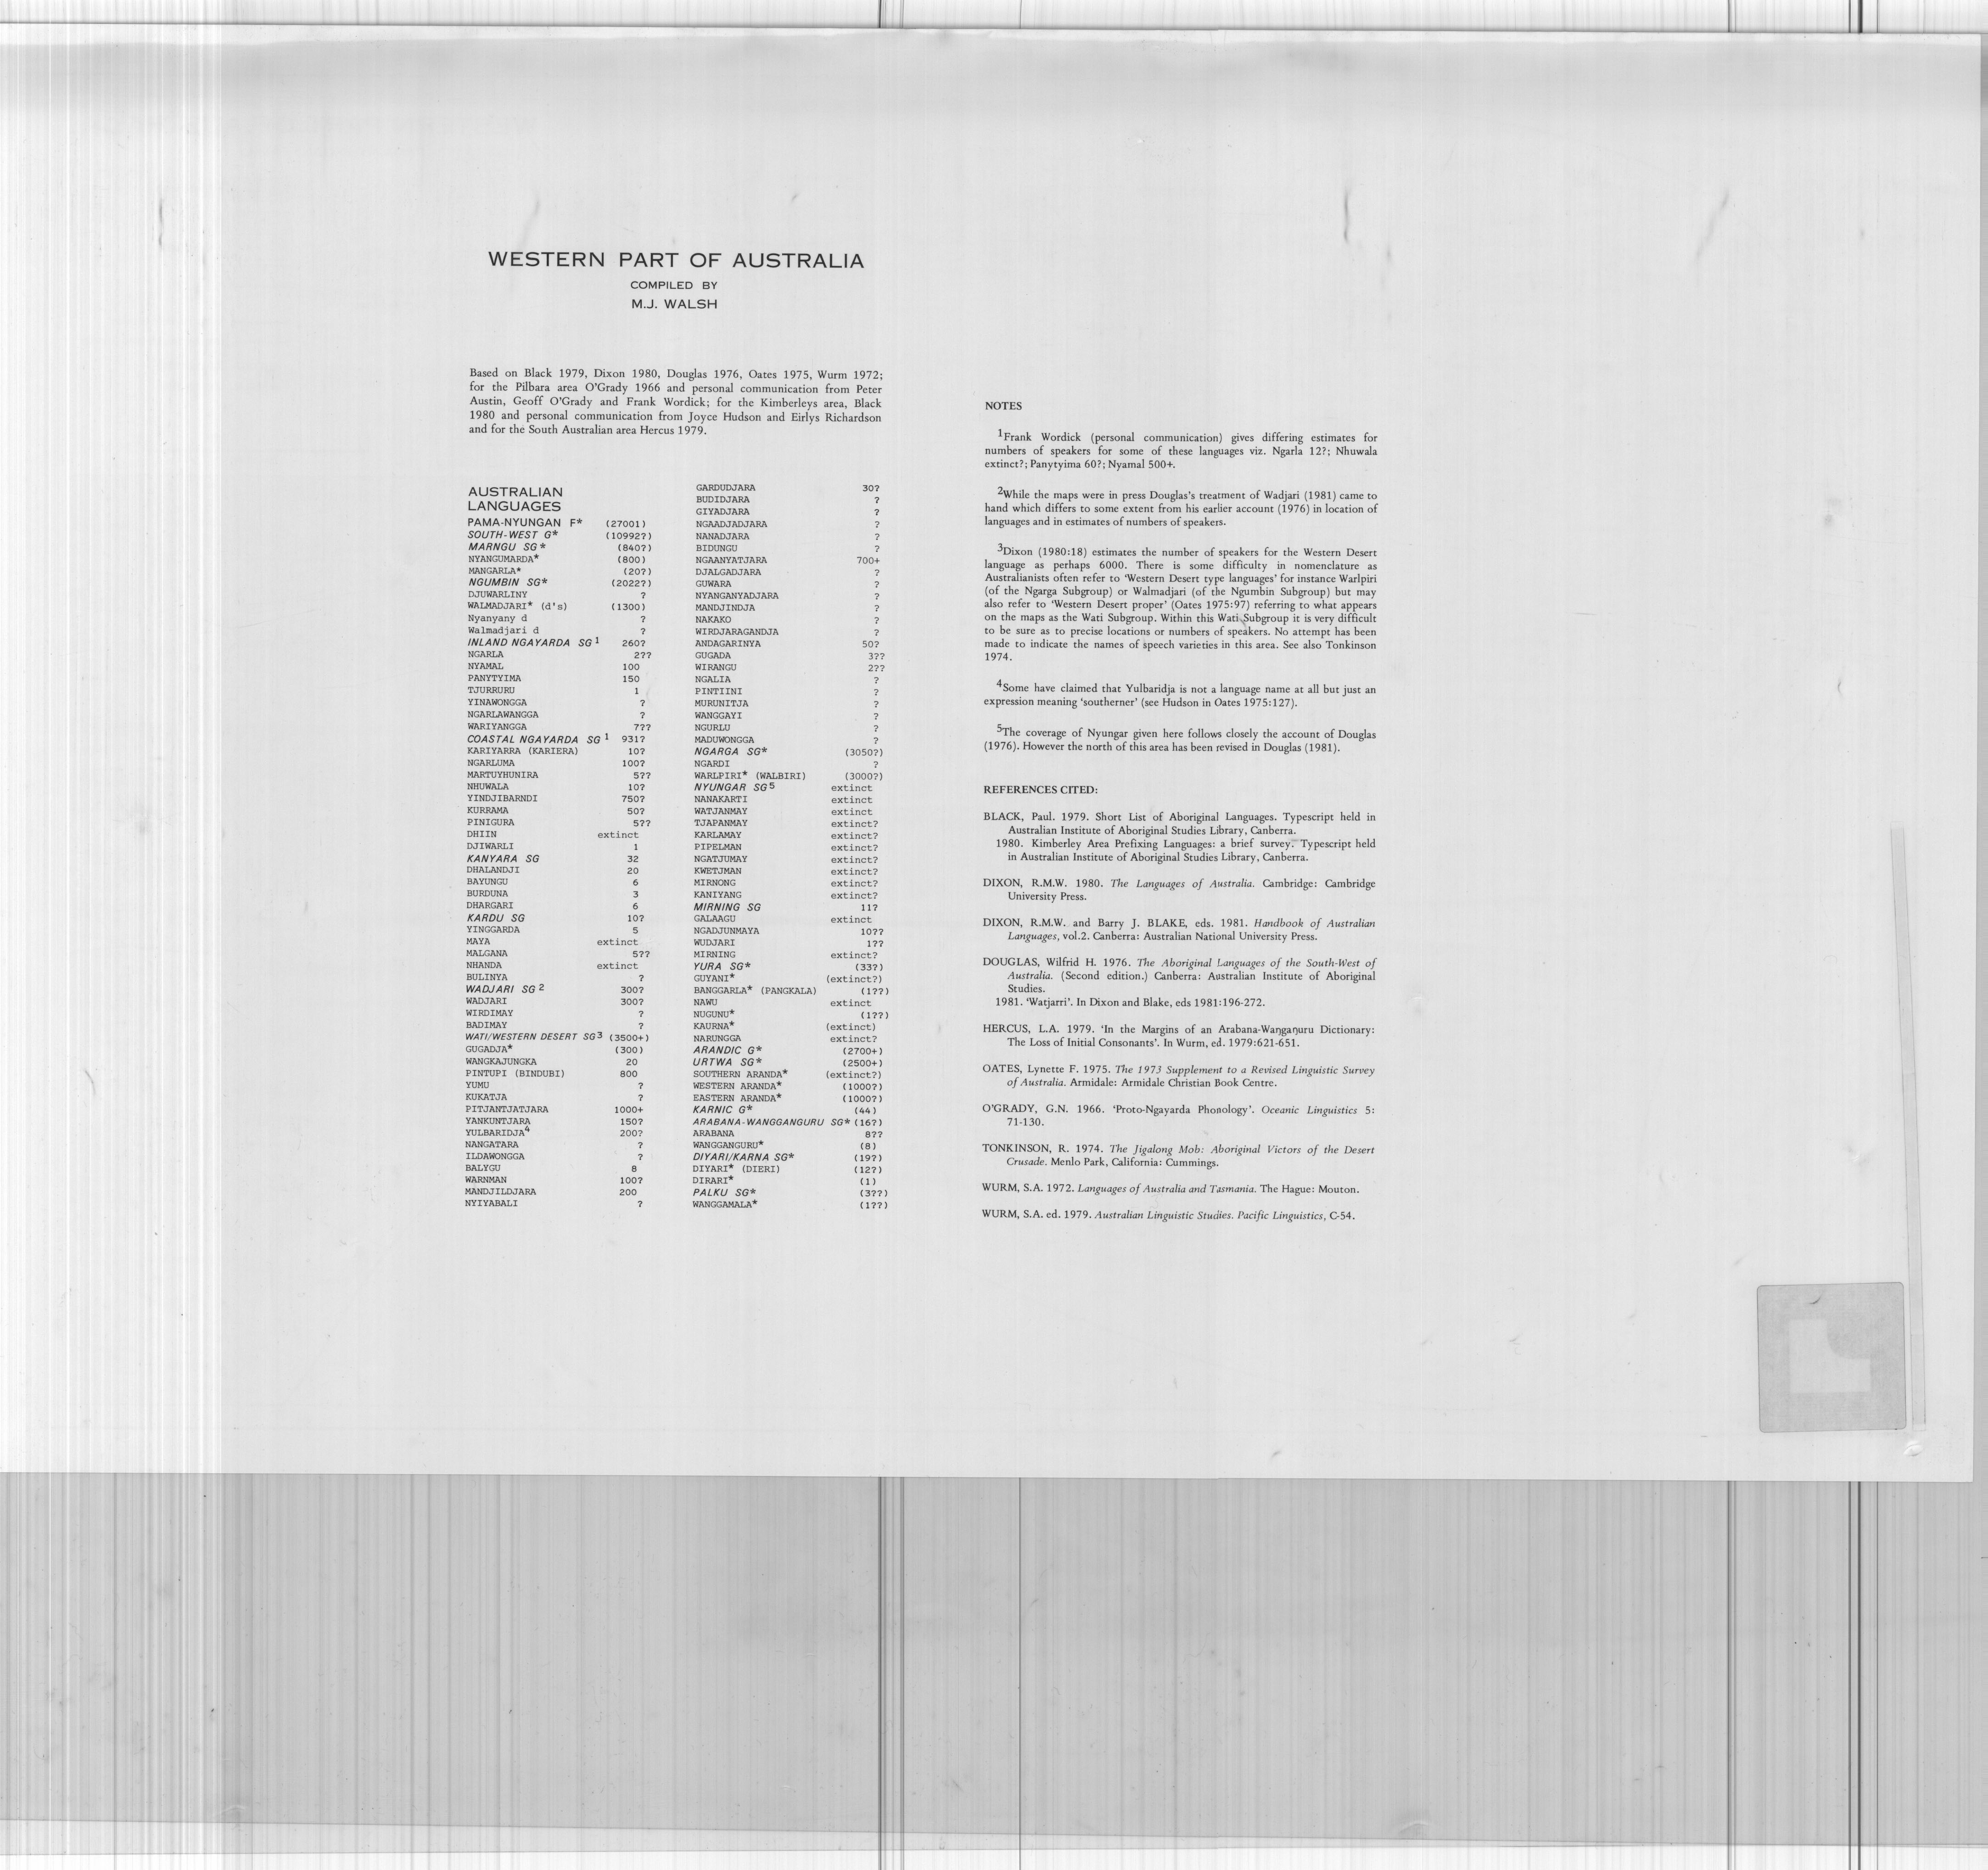 WESTERN PART OF AUSTRALIA
COMPILED BY
M.J. WALSH
Based on Black 1979, Dixon 1980, Douglas 1976, Oates 1975, Wurm 1972;
for the Pilbara area O'Grady 1966 and personal communication from Peter
Austin, Geoff O'Grady and Frank Wordick; for the Kimberleys area, Black
1980 and personal communication from Joyce Hudson and Eirlys Richardson
and for the South Australian area Hercus 1979.
AUSTRALIAN
LANGUAGES
PAMA-NYUNGAN F* (27001)
SOUTH-WEST G* (10992?)
MARNGU SG* (840?)
NYANGUMARDA* (800)
MANGARLA* (20?)
NGUMBIN SG* (2022?)
DJUWARLINY ?
WALMADJARI* (d's) (1300)
Nyanyany d ?
Walmadjari d ?
INLAND NGAYARDA SG1 260?
NGARLA 2??
NYAMAL 100
PANYTYIMA 150
TJURRURU 1
YINAWONGGA ?
NGARLAWANGGA ?
WARIYANGGA 7??
COASTAL NGAYARDA SG1 931?
KARIYARRA (KARIERA) 10?
NGARLUMA 100?
MARTUYHUNIRA 5??
NHUWALA 10?
YINDJIBARNDI 750?
KURRAMA 50?
PINIGURA 5??
DHIIN extinct
DJIWARLI 1
KANYARA SG 32
DHALANDJI 20
BAYUNGU 6
BURDUNA 3
DHARGARI 6
KARDU SG 10?
YINGGARDA 5
MAYA extinct
MALGANA 5??
NHANDA extinct
BULINYA ?
WADJARI SG2 300?
WADJARI 300?
WIRDIMAY ?
BADIMAY ?
WATI/WESTERN DESERT SG3 (3500+)
GUGADJA* (300)
WANGKAJUNGKA 20
PINTUPI (BINDUBI) 800
YUMU ?
KUKATJA ?
PITJANTJATJARA 1000+
YANKUNTJARA 150?
YULBARIDJA4 200?
NANGATARA ?
ILDAWONGGA ?
BALYGU 8
WARNMAN 100?
MANDJILDJARA 200
NYIYABALI ?
GARDUDJARA 30?
BUDIDJARA ?
GIYADJARA ?
NGAADJADJARA ?
NANADJARA ?
BIDUNGU ?
NGAANYATJARA 700+
DJALGADJARA ?
GUWARA ?
NYANGANYADJARA ?
MANDJINDJA ?
NAKAKO ?
WIRDJARAGANDJA ?
ANDAGARINYA 50?
GUGADA 3??
WIRANGU 2??
NGALIA ?
PINTIINI ?
MURUNITJA ?
WANGGAYI ?
NGURLU ?
MADUWONGGA ?
NGARGA SG* (3050?)
NGARDI ?
WARLPIRI* (WALBIRI) (3000?)
NYUNGAR SG5 extinct
NANAKARTI extinct
WATJANMAY extinct
TJAPANMAY extinct?
KARLAMAY extinct?
PIPELMAN extinct?
NGATJUMAY extinct?
KWETJMAN extinct?
MIRNONG extinct?
KANIYANG extinct?
MIRNING SG 11?
GALAAGU extinct
NGADJUNMAYA 10??
WUDJARI 1??
MIRNING extinct?
YURA SG* (33?)
GUYANI* (extinct?)
BANGGARLA* (PANGKALA) (1??)
NAWU extinct
NUGUNU* (1??)
KAURNA* (extinct)
NARUNGGA extinct?
ARANDIC G* (2700+)
URTWA SG* (2500+)
SOUTHERN ARANDA* (extinct?)
WESTERN ARANDA* (1000?)
EASTERN ARANDA* (1000?)
KARNIC G* (44)
ARABANA-WANGGANGURU SG* (16?)
ARABANA 8??
WANGGANGURU* (8)
DIYARI/KARNA SG* (19?)
DIYARI* (DIERI) (12?)
DIRARI* (1)
PALKU SG* (3??)
WANGGAMALA* (1??)
NOTES
1Frank Wordick (personal communication) gives differing estimates for
numbers of speakers for some of these languages viz. Ngarla 12?; Nhuwala
extinct?; Panytyima 60?; Nyamal 500+.
2While the maps were in press Douglas's treatment of Wadjari (1981) came to
hand which differs to some extent from his earlier account (1976) in location of
languages and in estimates of numbers of speakers.
3Dixon (1980:18) estimates the number of speakers for the Western Desert
language as perhaps 6000. There is some difficulty in nomenclature as
Australianists often refer to 'Western Desert type languages' for instance Warlpiri
(of the Ngarga Subgroup) or Walmadjari (of the Ngumbin Subgroup) but may
also refer to 'Western Desert proper' (Oates 1975:97) referring to what appears
on the maps as the Wati Subgroup. Within this Wati Subgroup it is very difficult
to be sure as to precise locations or numbers of speakers. No attempt has been
made to indicate the names of speech varieties in this area. See also Tonkinson
1974.
4Some have claimed that Yulbaridja is not a language name at all but just an
expression meaning 'southerner' (see Hudson in Oates 1975:127).
5The coverage of Nyungar given here follows closely the account of Douglas
(1976). However the north of this area has been revised in Douglas (1981).
REFERENCES CITED:
BLACK, Paul. 1979. Short List of Aboriginal Languages. Typescript held in
Australian Institute of Aboriginal Studies Library, Canberra.
1980. Kimberley Area Prefixing Languages: a brief survey. Typescript held
in Australian Institute of Aboriginal Studies Library, Canberra.
DIXON, R.M.W. 1980. The Languages of Australia. Cambridge: Cambridge
University Press.
DIXON, R.M.W. and Barry J. BLAKE, eds. 1981. Handbook of Australian
Languages, vol.2. Canberra: Australian National University Press.
DOUGLAS, Wilfrid H. 1976. The Aboriginal Languages of the South-West of
Australia. (Second edition.) Canberra: Australian Institute of Aboriginal
Studies.
1981. 'Watjarri'. In Dixon and Blake, eds 1981:196-272.
HERCUS, L.A. 1979. 'In the Margins of an Arabana-Waŋgaŋuru Dictionary:
The Loss of Initial Consonants'. In Wurm, ed. 1979:621-651.
OATES, Lynette F. 1975. The 1973 Supplement to a Revised Linguistic Survey
of Australia. Armidale: Armidale Christian Book Centre.
O'GRADY, G.N. 1966. 'Proto-Ngayarda Phonology'. Oceanic Linguistics 5:
71-130.
TONKINSON, R. 1974. The Jigalong Mob: Aboriginal Victors of the Desert
Crusade. Menlo Park, California: Cummings.
WURM, S.A. 1972. Languages of Australia and Tasmania. The Hague: Mouton.
WURM, S.A. ed. 1979. Australian Linguistic Studies. Pacific Linguistics, C-54.